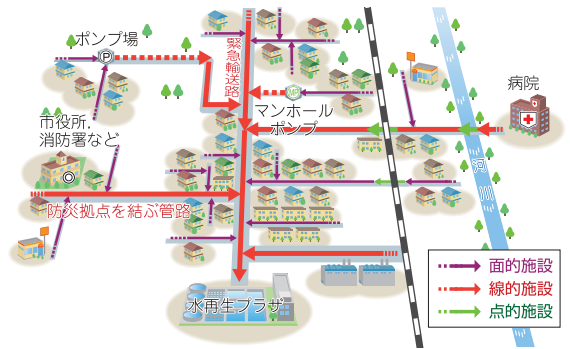 ポンプ場
P
緊急輸送路
MP
マンホール
ポンプ
病院
市役所.
消防署など
河
川
防災拠点を結ぶ管路
水再生プラザ
面的施設
線的施設
点的施設